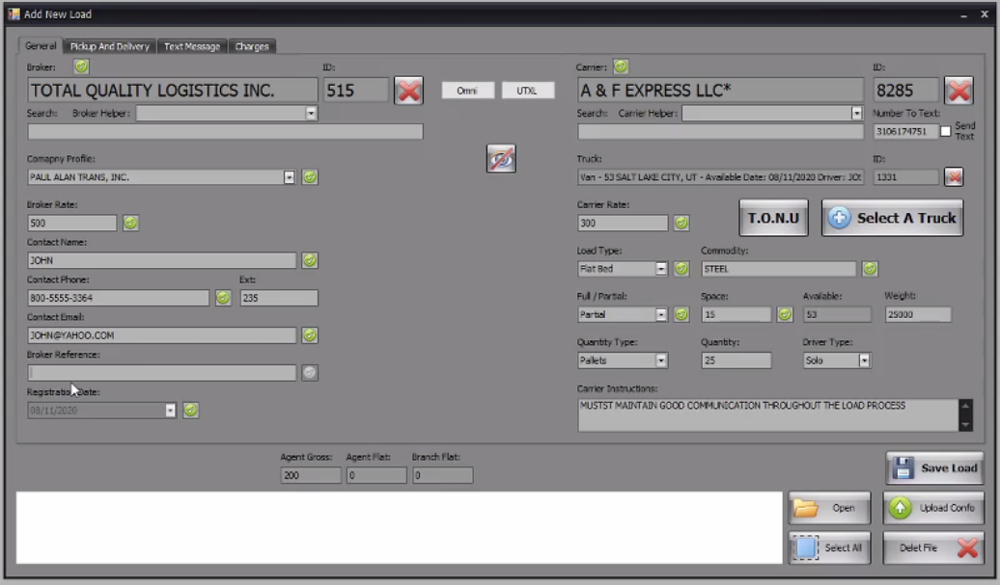 Add New Load
General Pickup And Delivery Text Message Charges
Broker: ID:
TOTAL QUALITY LOGISTICS INC. 515
Search: Broker Helper:
Comapny Profile:
PAUL ALAN TRANS, INC.
Broker Rate:
500
Contact Name:
JOHN
Contact Phone: Ext:
800-5555-3364 235
Contact Email:
JOHN@YAHOO.COM
Broker Reference:
Registration Date:
08/11/2020
Omni UTXL
Carrier: ID:
A & F EXPRESS LLC* 8285
Search: Carrier Helper: Number To Text:
3106174751 Send Text
Truck: ID:
Van - 53 SALT LAKE CITY, UT - Available Date: 08/11/2020 Driver: 1331
Carrier Rate:
300 T.O.N.U Select A Truck
Load Type: Commodity:
Flat Bed STEEL
Full / Partial: Space: Available: Weight:
Partial 15 53 25000
Quantity Type: Quantity: Driver Type:
Pallets 25 Solo
Carrier Instructions:
MUSTST MAINTAIN GOOD COMMUNICATION THROUGHOUT THE LOAD PROCESS
Agent Gross: Agent Flat: Branch Flat:
200 0 0
Save Load
Open Upload Confo
Select All Delet File